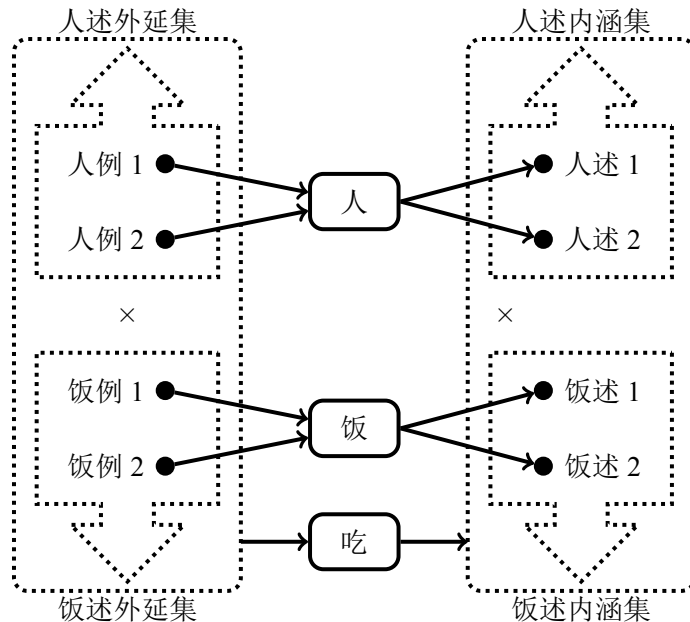 人述外延集
人述内涵集
人例 1
人述 1
人
人例 2
人述 2
×
×
饭例 1
饭述 1
饭
饭例 2
饭述 2
吃
饭述外延集
饭述内涵集